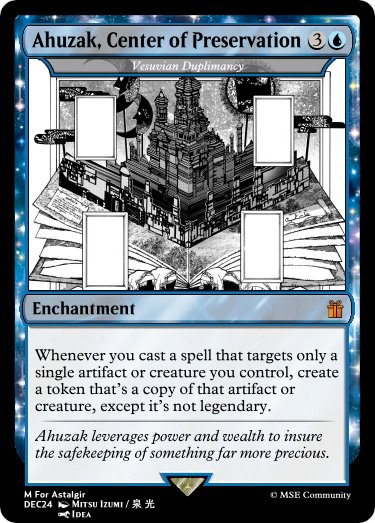 Ahuzak, Center of Preservation 3
Vesuvian Duplimancy
Enchantment
Whenever you cast a spell that targets only a
single artifact or creature you control, create
a token that's a copy of that artifact or
creature, except it's not legendary.
Ahuzak leverages power and wealth to insure
the safekeeping of something far more precious.
M For Astalgir
DEC24 Mitsu Izumi / 泉 光
Idea
© MSE Community